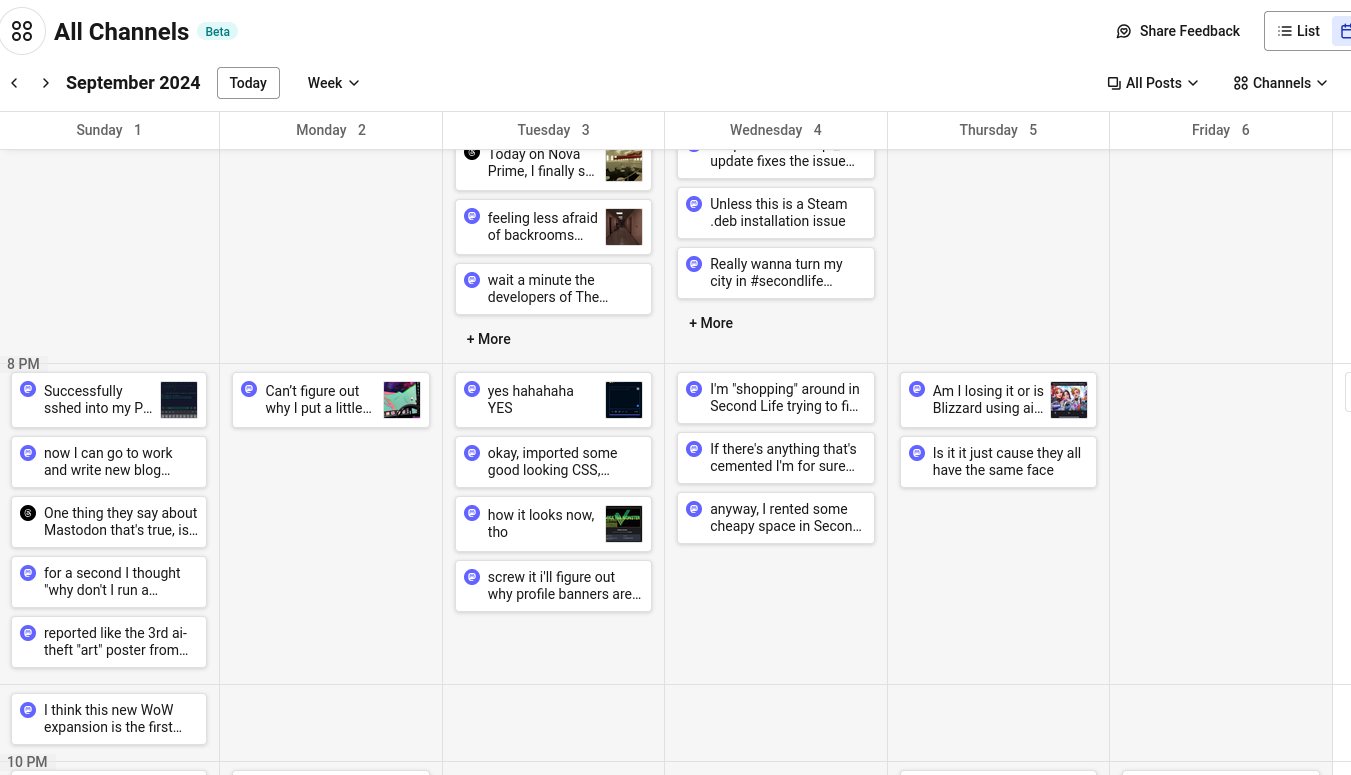 All Channels
Beta
Share Feedback
List
September 2024
Today
Week
All Posts
Channels
Sunday 1
Monday 2
Tuesday 3
Wednesday 4
Thursday 5
Friday 6
Today on Nova
Prime, I finally s…
feeling less afraid
of backrooms…
wait a minute the
developers of The…
+ More
update fixes the issue…
Unless this is a Steam
.deb installation issue
Really wanna turn my
city in #secondlife…
+ More
8 PM
Successfully
sshed into my P…
now I can go to work
and write new blog…
One thing they say about
Mastodon that's true, is…
for a second I thought
"why don't I run a…
reported like the 3rd ai-
theft "art" poster from…
Can’t figure out
why I put a little…
yes hahahaha
YES
okay, imported some
good looking CSS,…
how it looks now,
tho
screw it i'll figure out
why profile banners are…
I'm "shopping" around in
Second Life trying to fi…
If there's anything that's
cemented I'm for sure…
anyway, I rented some
cheapy space in Secon…
Am I losing it or is
Blizzard using ai…
Is it it just cause they all
have the same face
I think this new WoW
expansion is the first…
10 PM